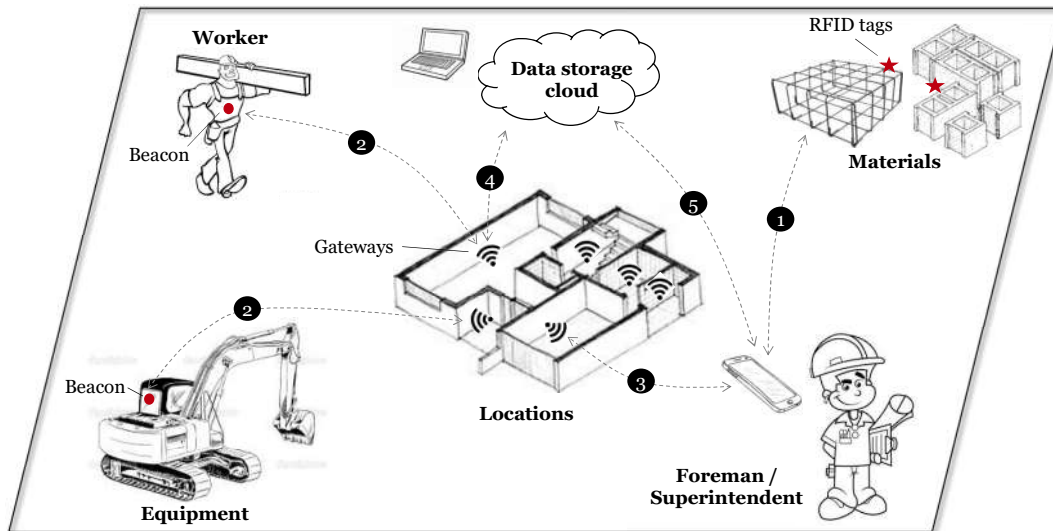 Worker
Beacon
Data storage
cloud
RFID tags
Materials
2
4
5
1
Gateways
2
Beacon
3
Locations
Equipment
Foreman /
Superintendent